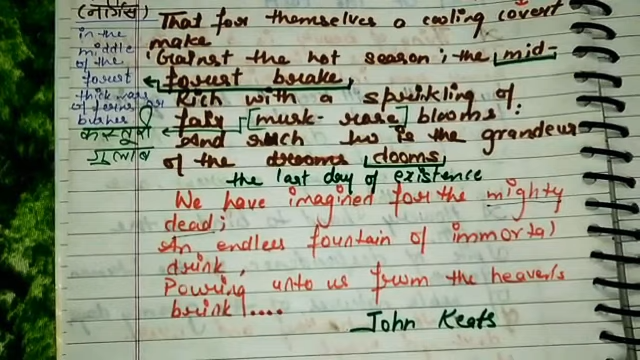 (नरगिस)
That for themselves a cooling covert
make
'Gainst the hot season; the mid-
forest brake,
Rich with a sprinkling of
fair musk-rose blooms:
and such too is the grandeur
of the dooms
the last day of existence
We have imagined for the mighty
dead;
An endless fountain of immortal
drink,
Pouring unto us from the heaven's
brink....
John Keats
in the
middle
of the
forest
thick mass
of ferns or
bushes
कस्तूरी
गुलाब